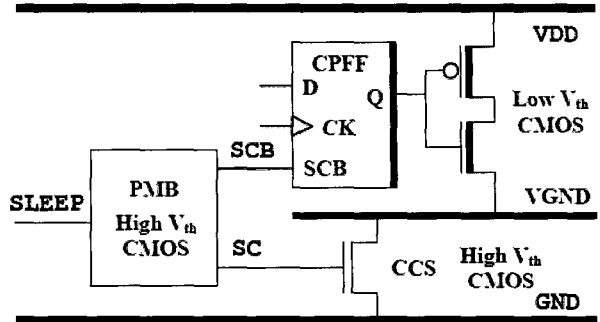 VDD
CPFF
D
Q
CK
SCB
Low Vth
CMOS
SCB
PMB
High Vth
CMOS
SLEEP
VGND
SC
CCS
High Vth
CMOS
GND